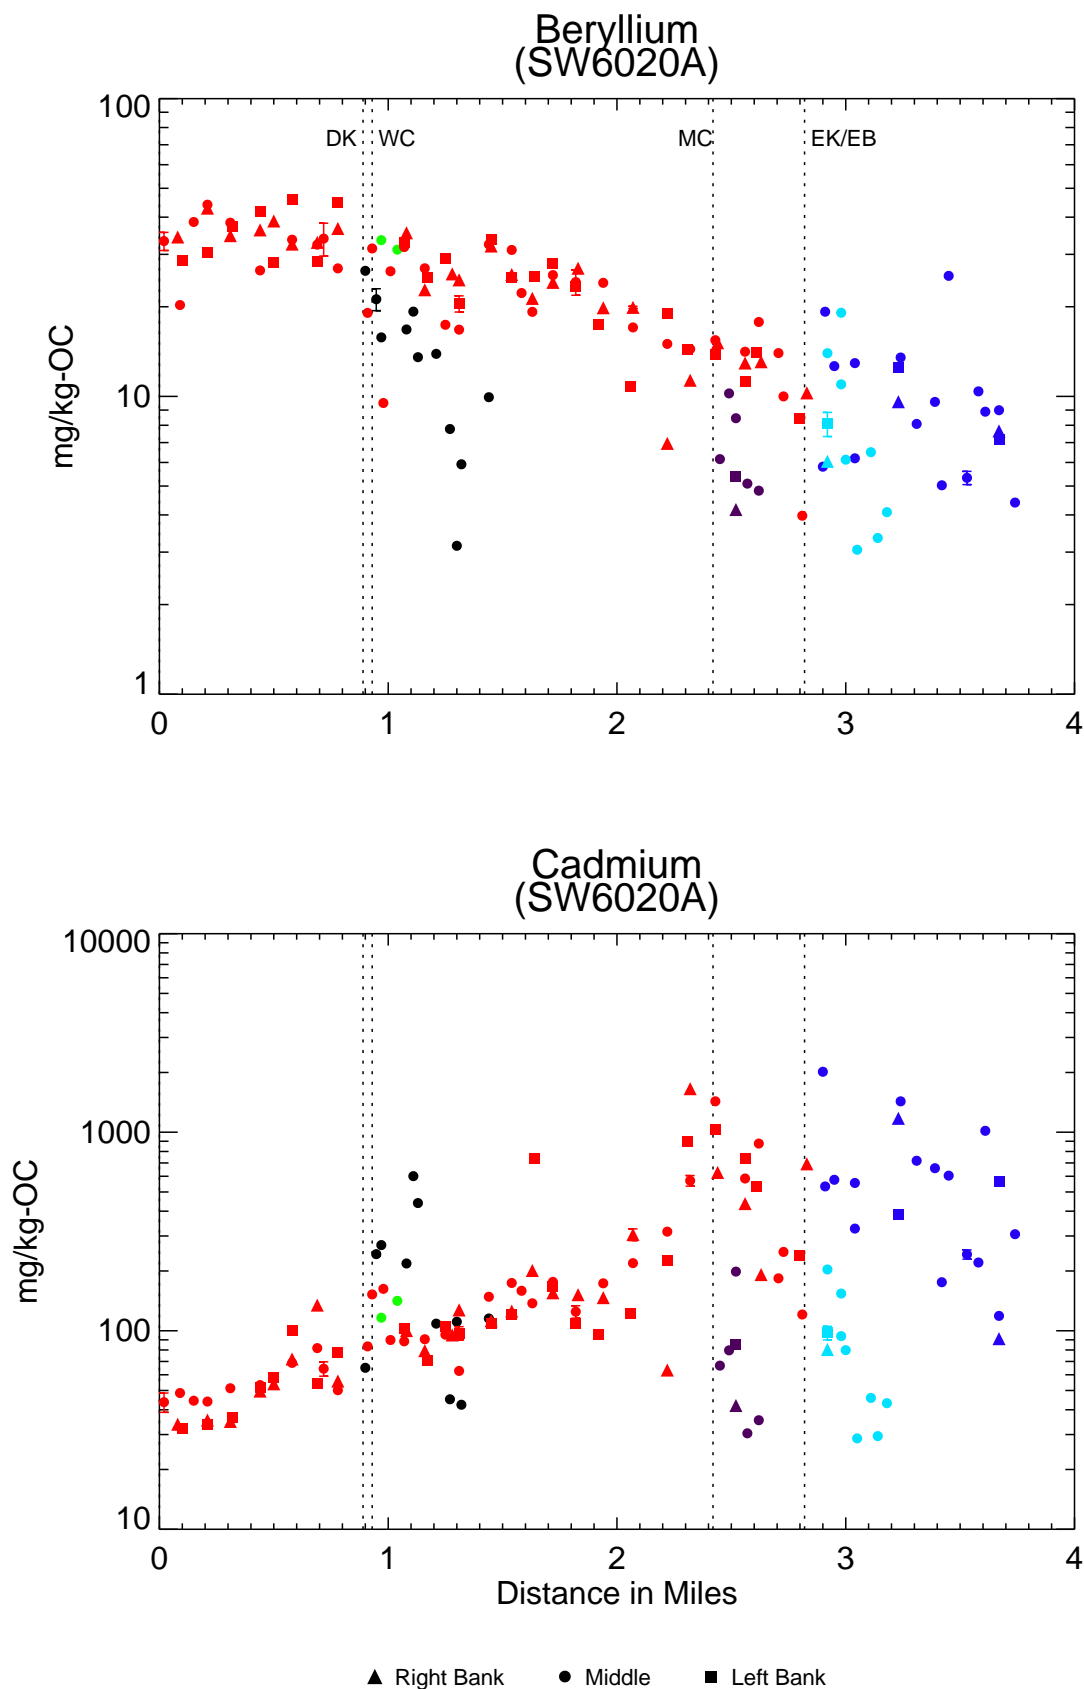 Beryllium
(SW6020A)
100
DK WC MC EK/EB
10
mg/kg-OC
1
0 1 2 3 4
Cadmium
(SW6020A)
10000
1000
mg/kg-OC
100
10
0 1 2 3 4
Distance in Miles
Right Bank Middle Left Bank